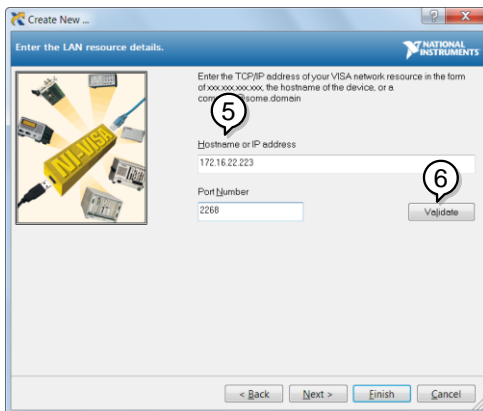 Create New ...
Enter the LAN resource details.
NATIONAL
INSTRUMENTS
Enter the TCP/IP address of your VISA network resource in the form
of xxx.xxx.xxx.xxx, the hostname of the device, or a
@some.domain
5
Hostname or IP address
172.16.22.223
6
Port Number
2268
Validate
NI-VISA
< Back
Next >
Finish
Cancel